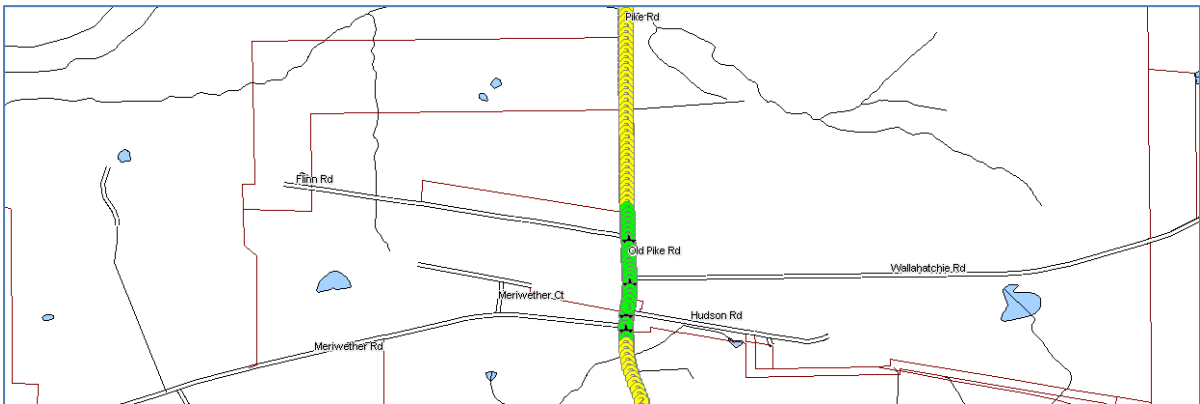 Pike Rd
Flinn Rd
Old Pike Rd
Wallahatchie Rd
Meriwether Ct
Hudson Rd
Meriwether Rd